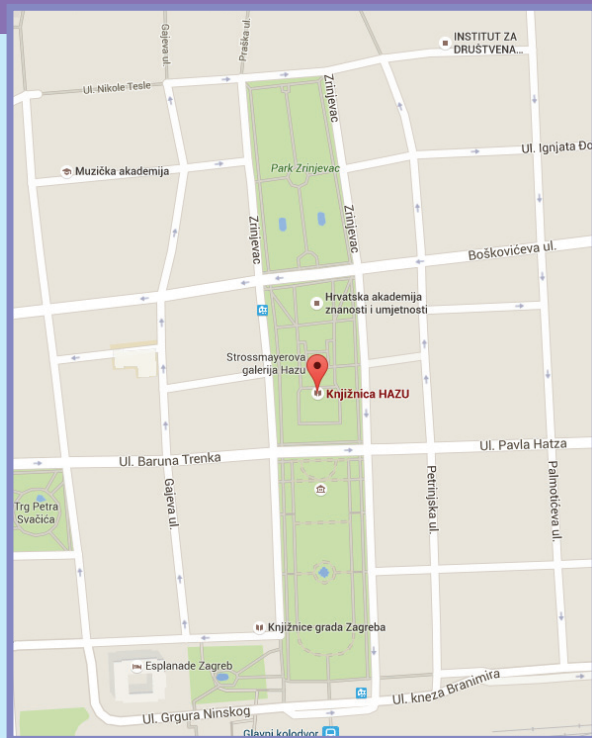 INSTITUT ZA
DRUŠTVENA...
Gajeva ul.
Praška ul.
Ul. Nikole Tesle
Zrinjevac
Ul. Ignjata Đo
Muzička akademija
Park Zrinjevac
Zrinjevac
Zrinjevac
Boškovićeva ul.
Hrvatska akademija
znanosti i umjetnosti
Strossmayerova
galerija Hazu
Knjižnica HAZU
Ul. Baruna Trenka
Ul. Pavla Hatza
Gajeva ul.
Petrinjska ul.
Palmotićeva ul.
Trg Petra
Svačića
Knjižnice grada Zagreba
Esplanade Zagreb
Ul. kneza Branimira
Ul. Grgura Ninskog
Glavni kolodvor